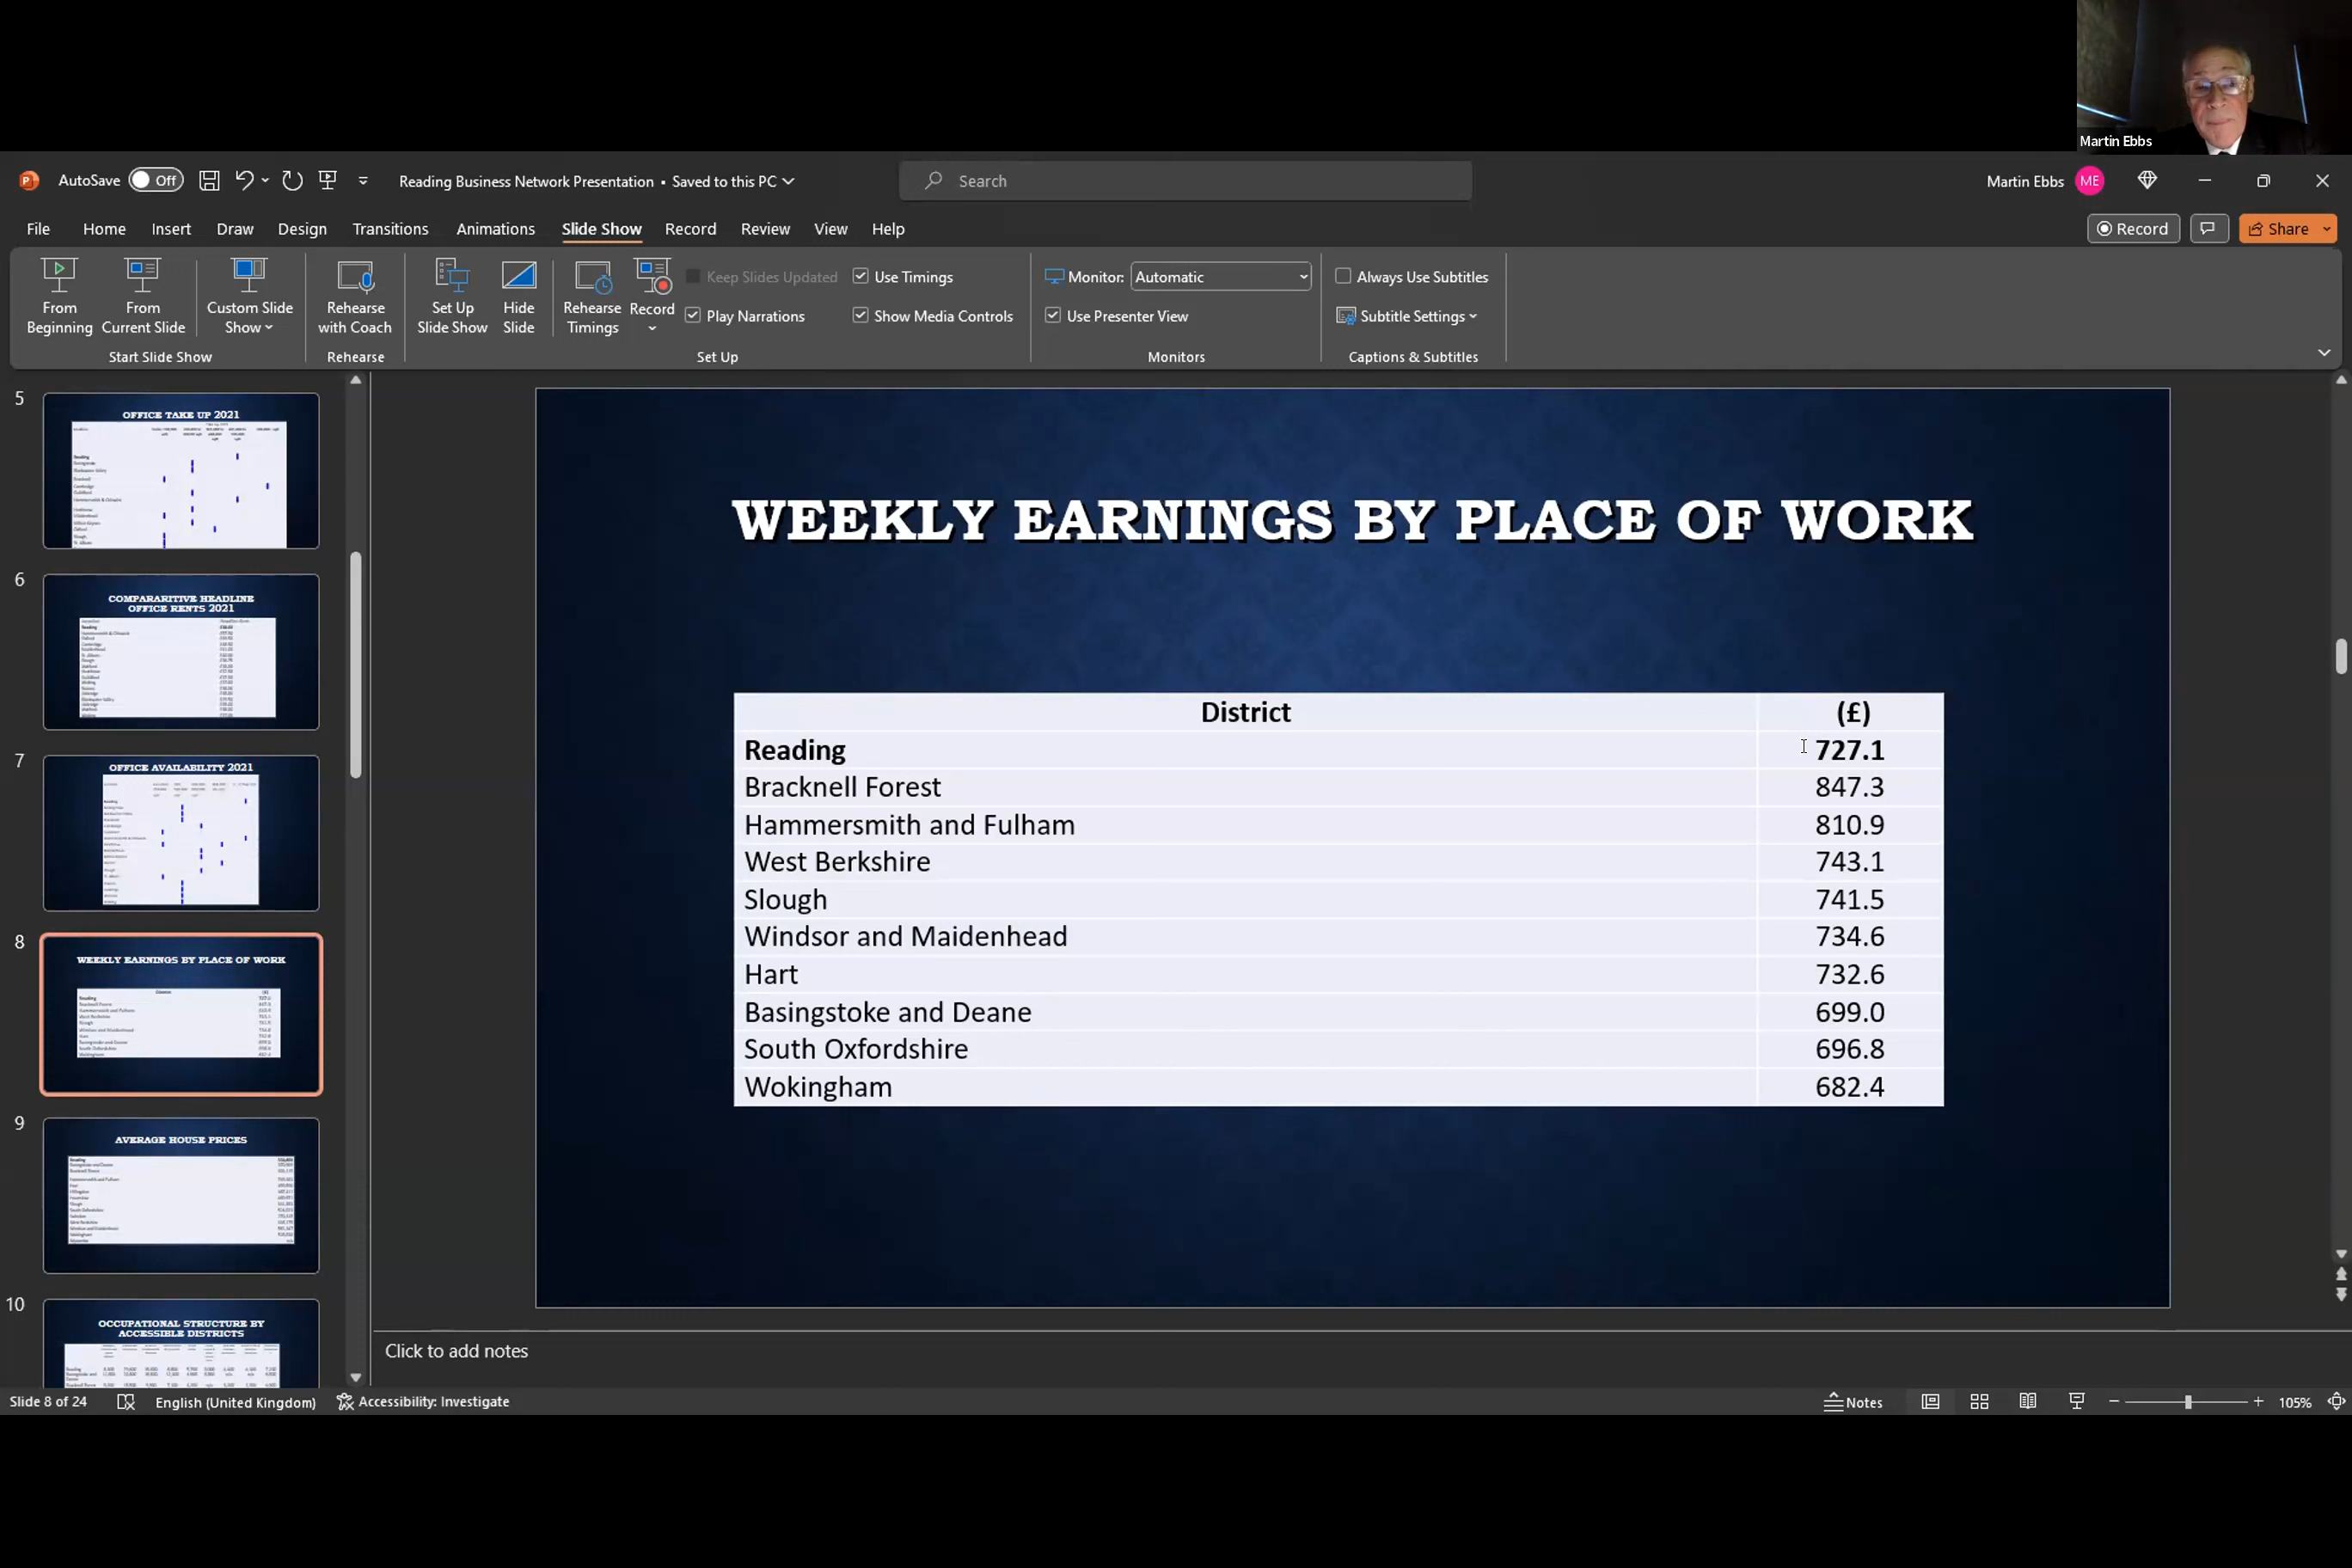 Martin Ebbs
AutoSave Off Reading Business Network Presentation • Saved to this PC Search Martin Ebbs ME
File Home Insert Draw Design Transitions Animations Slide Show Record Review View Help Record Share
From Beginning
From Current Slide
Custom Slide Show
Start Slide Show
Rehearse with Coach
Rehearse
Set Up Slide Show
Hide Slide
Rehearse Timings
Record
Keep Slides Updated
Play Narrations
Use Timings
Show Media Controls
Set Up
Monitor: Automatic
Use Presenter View
Monitors
Always Use Subtitles
Subtitle Settings
Captions & Subtitles
5
OFFICE TAKE UP 2021
6
COMPARARITIVE HEADLINE
OFFICE RENTS 2021
7
OFFICE AVAILABILITY 2021
8
WEEKLY EARNINGS BY PLACE OF WORK
9
AVERAGE HOUSE PRICES
10
OCCUPATIONAL STRUCTURE BY
ACCESSIBLE DISTRICTS
WEEKLY EARNINGS BY PLACE OF WORK
District (£)
Reading 727.1
Bracknell Forest 847.3
Hammersmith and Fulham 810.9
West Berkshire 743.1
Slough 741.5
Windsor and Maidenhead 734.6
Hart 732.6
Basingstoke and Deane 699.0
South Oxfordshire 696.8
Wokingham 682.4
Click to add notes
Slide 8 of 24 English (United Kingdom) Accessibility: Investigate Notes 105%